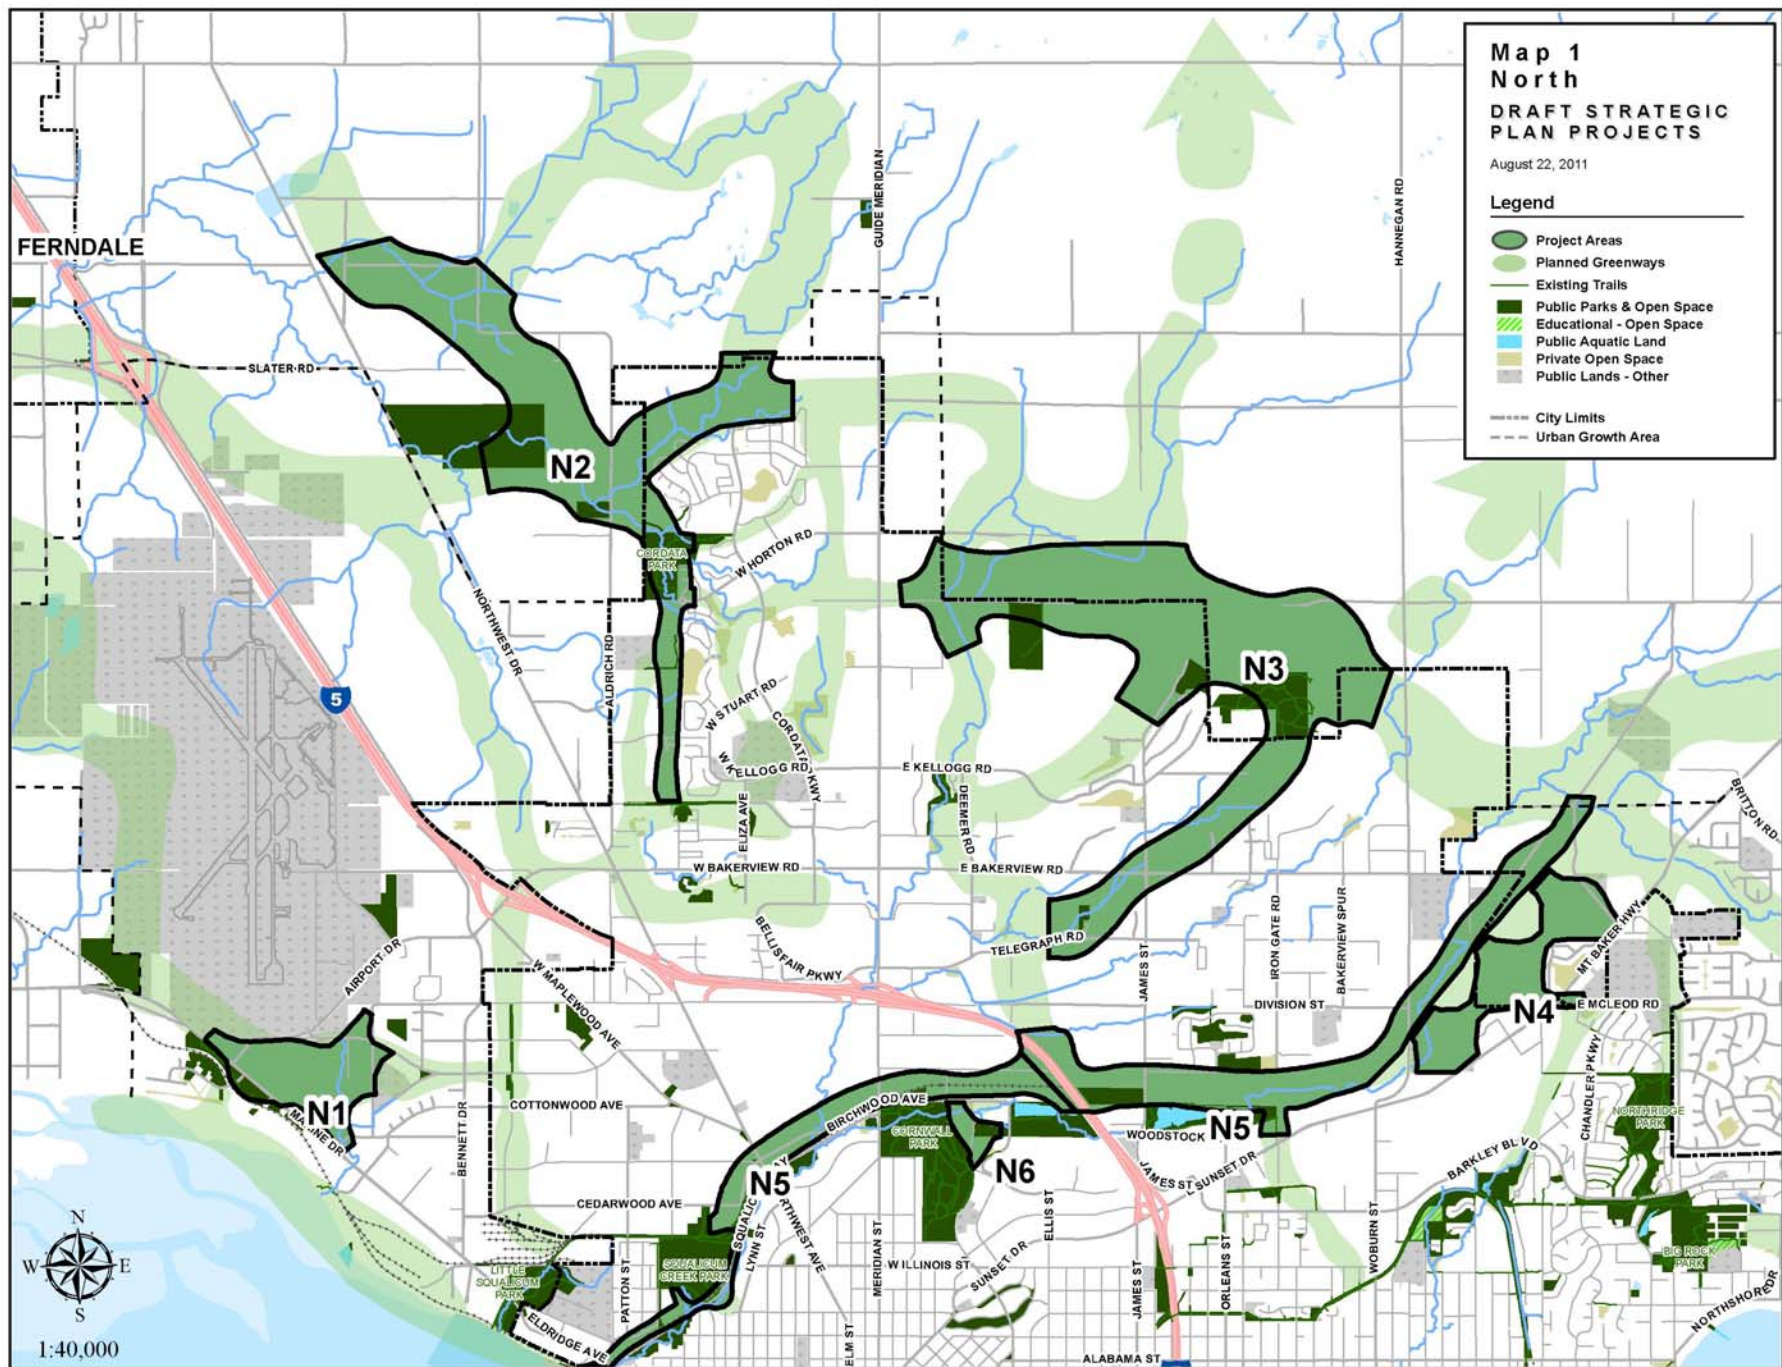 Map 1
North
DRAFT STRATEGIC
PLAN PROJECTS
August 22, 2011
Legend
Project Areas
Planned Greenways
Existing Trails
Public Parks & Open Space
Educational - Open Space
Public Aquatic Land
Private Open Space
Public Lands - Other
City Limits
Urban Growth Area
GUIDE MERIDIAN
HANNEGAN RD
FERNDALE
SLATER RD
N2
CORDATA
PARK
W HORTON RD
NORTHWEST DR
ALDRICH RD
N3
5
W STUART RD
CORDATA PKWY
W KELLOGG RD
E KELLOGG RD
ELIZA AVE
DEEMER RD
BRITTON RD
W BAKERVIEW RD
E BAKERVIEW RD
BELLISFAIR PKWY
TELEGRAPH RD
IRON GATE RD
BAKERVIEW SPUR
MT BAKER HWY
AIRPORT DR
W MAPLEWOOD AVE
JAMES ST
DIVISION ST
N4
E MCLEOD RD
CHANDLER PKWY
N1
MARINE DR
COTTONWOOD AVE
BIRCHWOOD AVE
CORNWALL
PARK
WOODSTOCK
N5
NORTHRIDGE
PARK
BENNETT DR
N5
N6
JAMES ST
E SUNSET DR
BARKLEY BLVD
CEDARWOOD AVE
LYNN ST
MERIDIAN ST
ELLIS ST
WOBURN ST
N
W
E
S
LITTLE
SQUALICUM
PARK
PATTON ST
SQUALICUM
CREEK PARK
W ILLINOIS ST
SUNSET DR
JAMES ST
ORLEANS ST
BIG ROCK
PARK
NORTHSHORE DR
ELDRIDGE AVE
ELM ST
ALABAMA ST
1:40,000